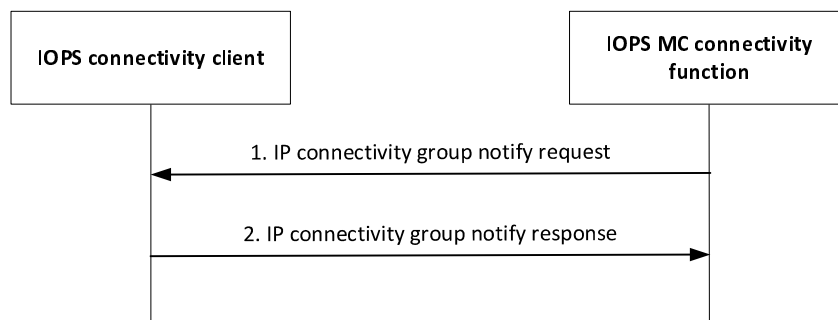 IOPS connectivity client
IOPS MC connectivity
function
1. IP connectivity group notify request
2. IP connectivity group notify response